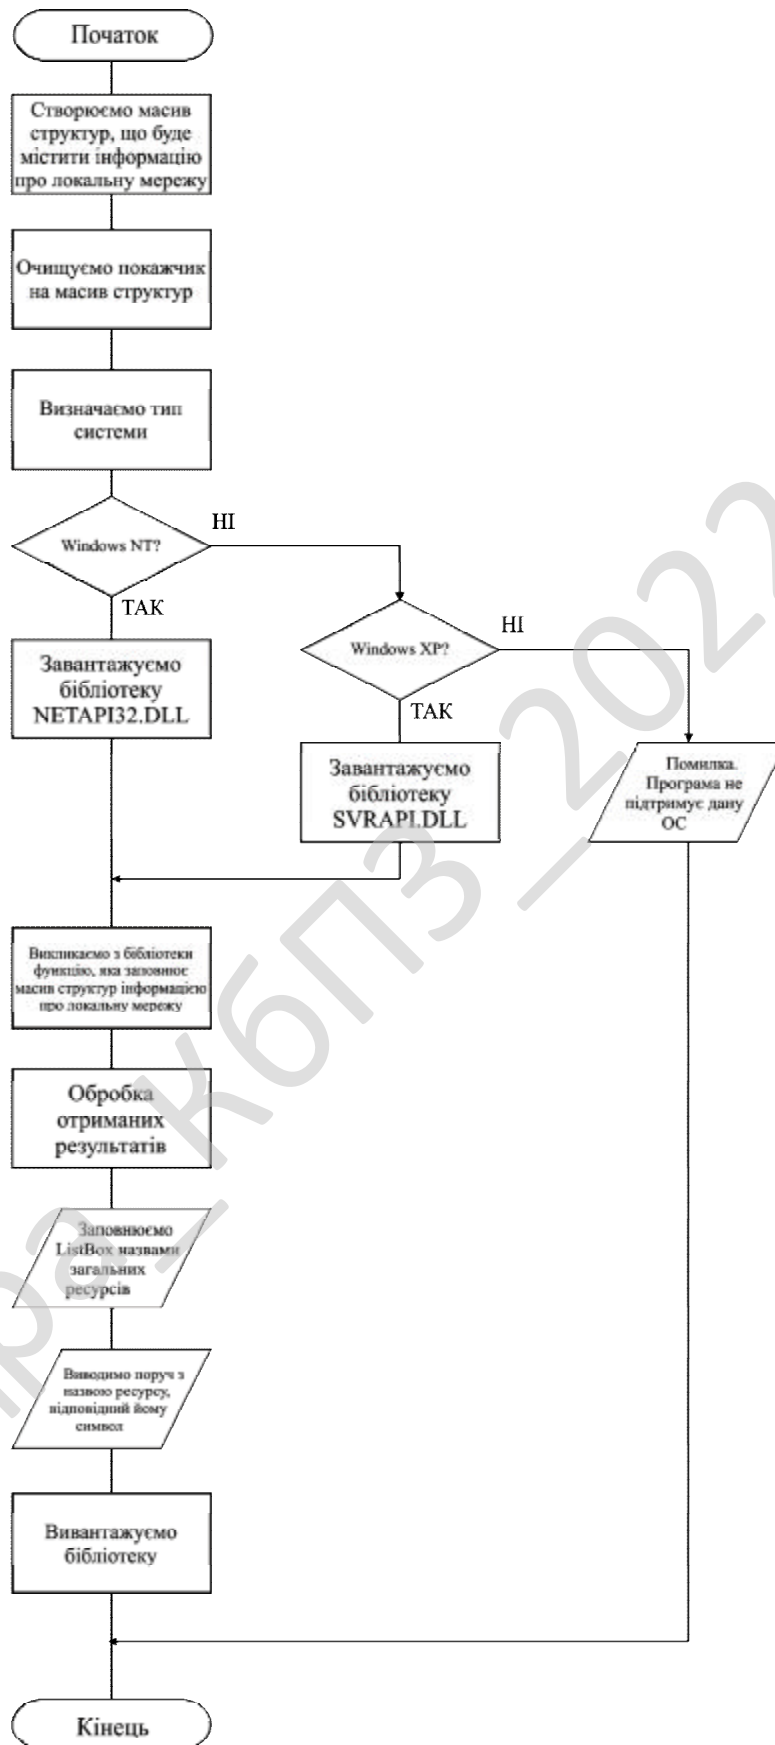 Початок
Створюємо масив
структур, що буде
містити інформацію
про локальну мережу
Очищуємо покажчик
на масив структур
Визначаємо тип
системи
Windows NT?
НІ
ТАК
Windows XP?
НІ
ТАК
Завантажуємо
бібліотеку
NETAPI32.DLL
Завантажуємо
бібліотеку
SVRAPI.DLL
Помилка.
Програма не
підтримує дану
ОС
Викликаємо з бібліотеки
функцію, яка заповнює
масив структур інформацією
про локальну мережу
Обробка
отриманих
результатів
Заповнюємо
ListBox назвами
загальних
ресурсів
Виводимо поруч з
назвою ресурсу,
відповідний йому
символ
Вивантажуємо
бібліотеку
Кінець
КбПЗ_2022